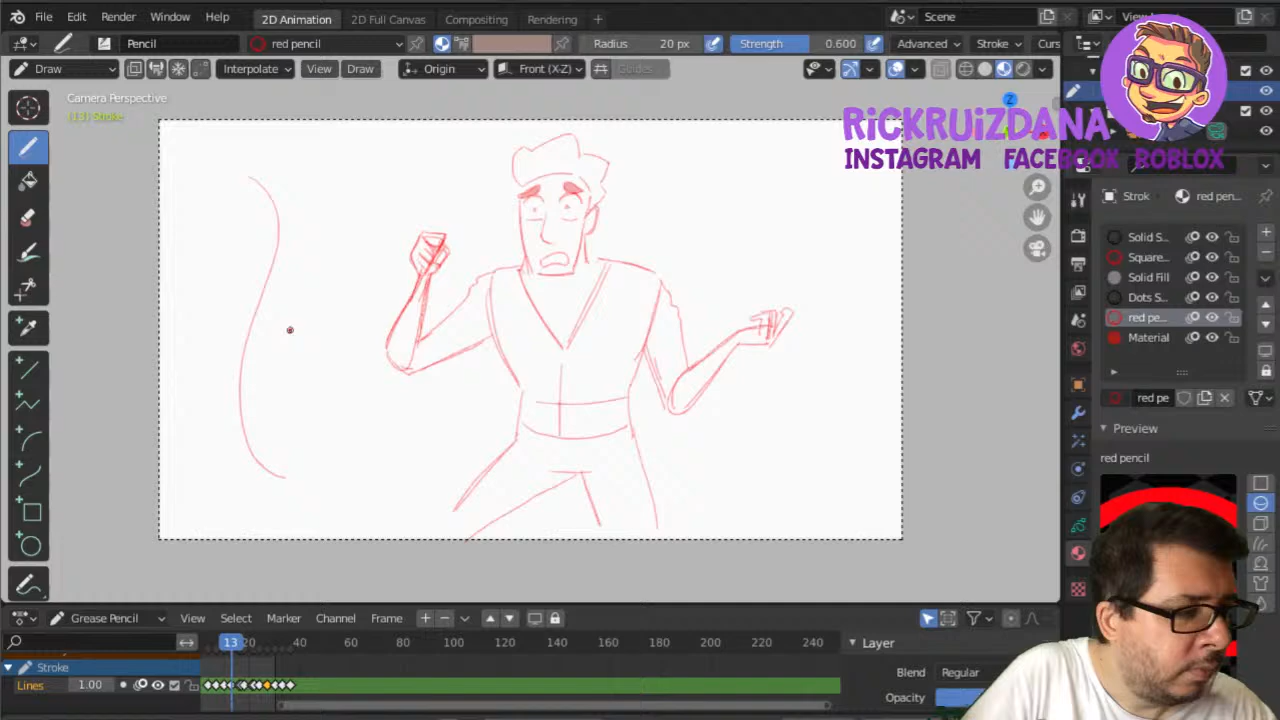 File Edit Render Window Help 2D Animation 2D Full Canvas Compositing Rendering + Scene
Pencil red pencil Radius 20 px Strength 0.600 Advanced Stroke Curs
Draw Interpolate View Draw Origin Front (X-Z) Guides
Camera Perspective
(13) Stroke
Z
RICKRUIZDANA
INSTAGRAM FACEBOOK ROBLOX
Strok red pen...
Solid S...
Square...
Solid Fill
Dots S...
red pe...
Material
red pe
Preview
red pencil
Grease Pencil View Select Marker Channel Frame
13 20 40 60 80 100 120 140 160 180 200 220 240
Layer
Stroke
Lines 1.00
Blend Regular
Opacity